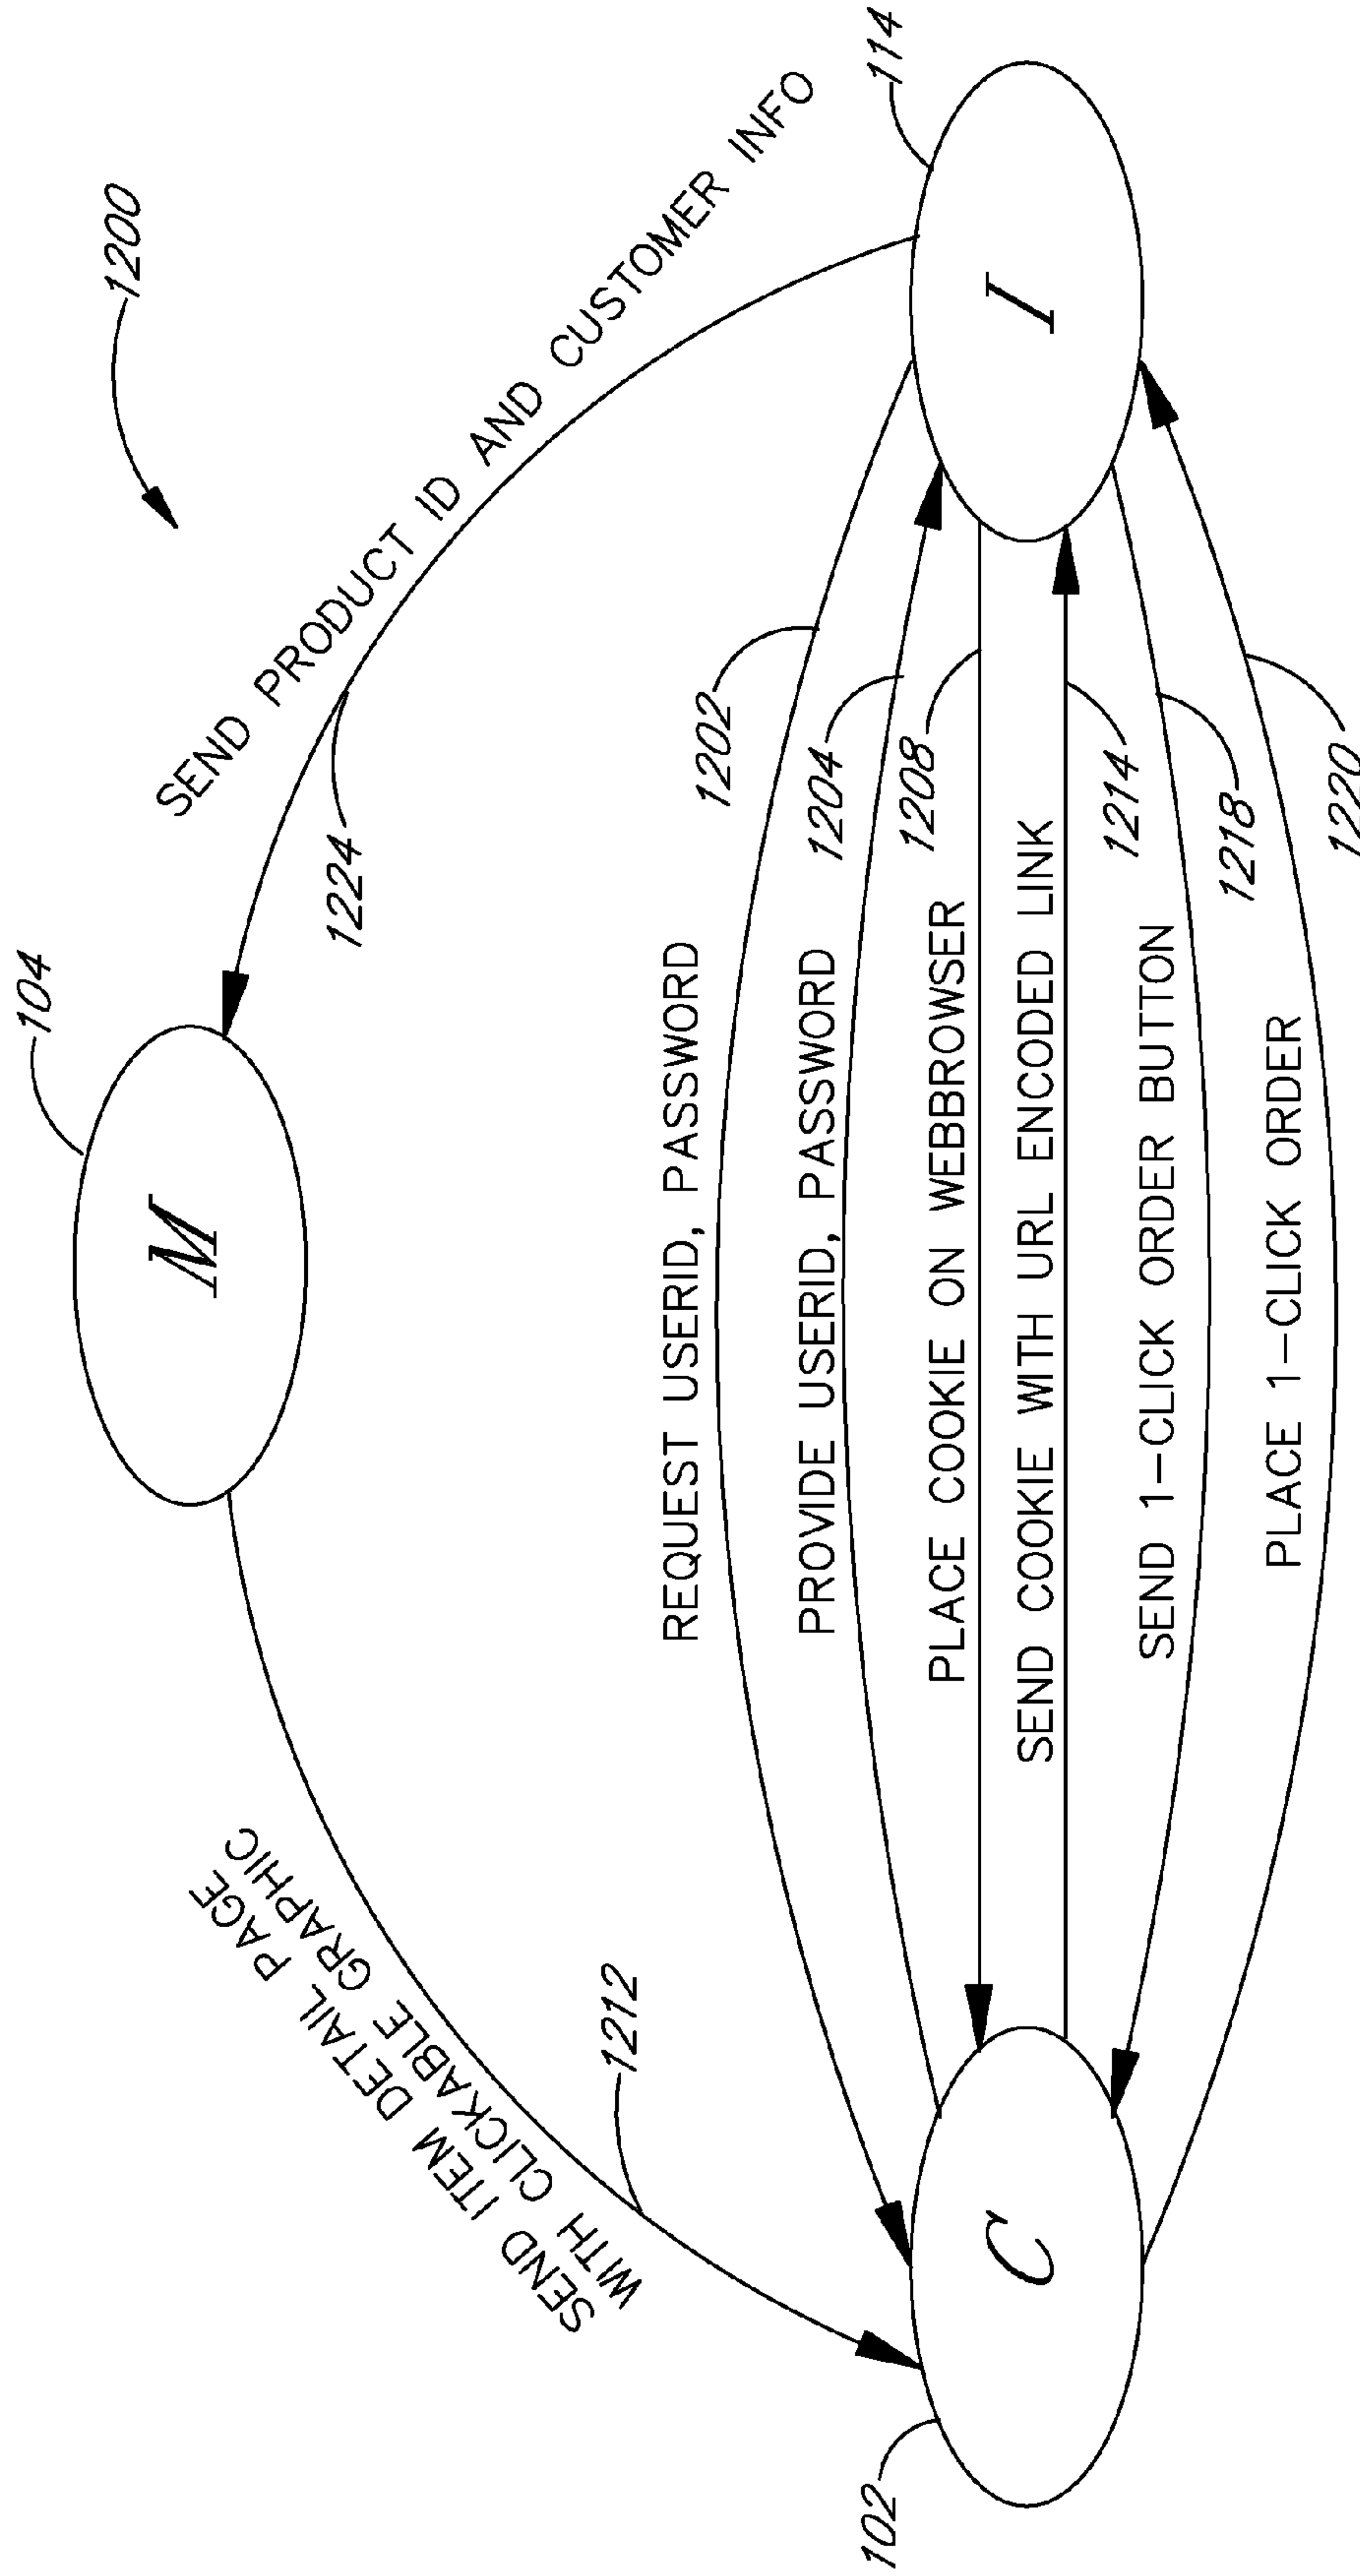 1200
104
M
SEND PRODUCT ID AND CUSTOMER INFO
1224
SEND ITEM DETAIL PAGE
WITH CLICKABLE GRAPHIC
1212
REQUEST USERID, PASSWORD
1202
PROVIDE USERID, PASSWORD
1204
102
C
114
I
PLACE COOKIE ON WEBBROWSER
1208
SEND COOKIE WITH URL ENCODED LINK
1214
SEND 1-CLICK ORDER BUTTON
1218
PLACE 1-CLICK ORDER
1220